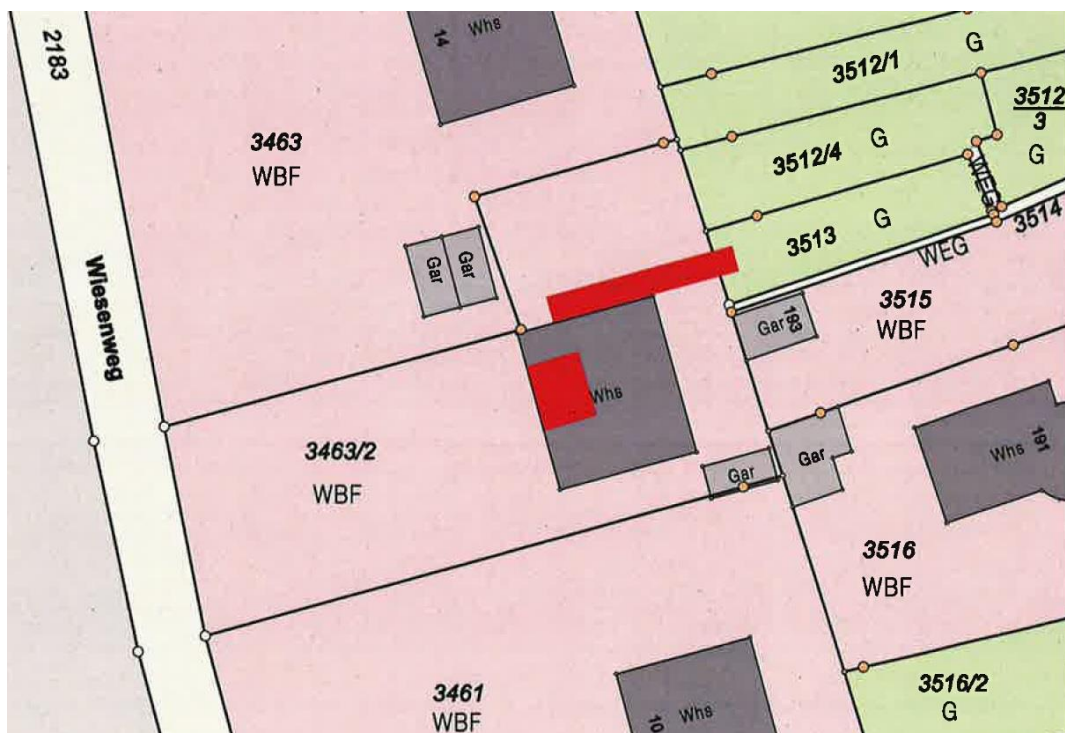 2183
Whs
14
3512/1
G
3512
3
G
3463
WBF
3512/4
G
WEG
3513
G
3514
WEG
Gar
Gar
3515
WBF
Gar
193
Wiesenweg
Whs
3463/2
WBF
Gar
Gar
Whs
191
3516
WBF
3461
WBF
10
Whs
3516/2
G